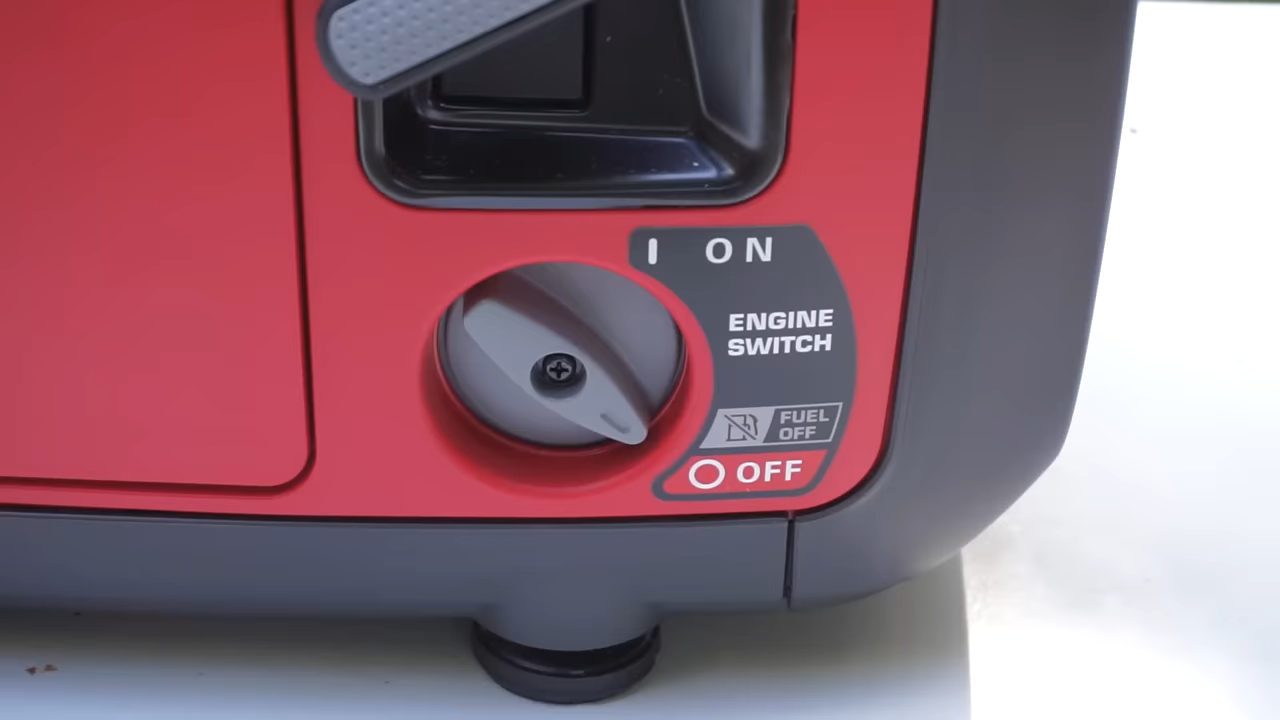 I ON
ENGINE
SWITCH
FUEL
OFF
O OFF